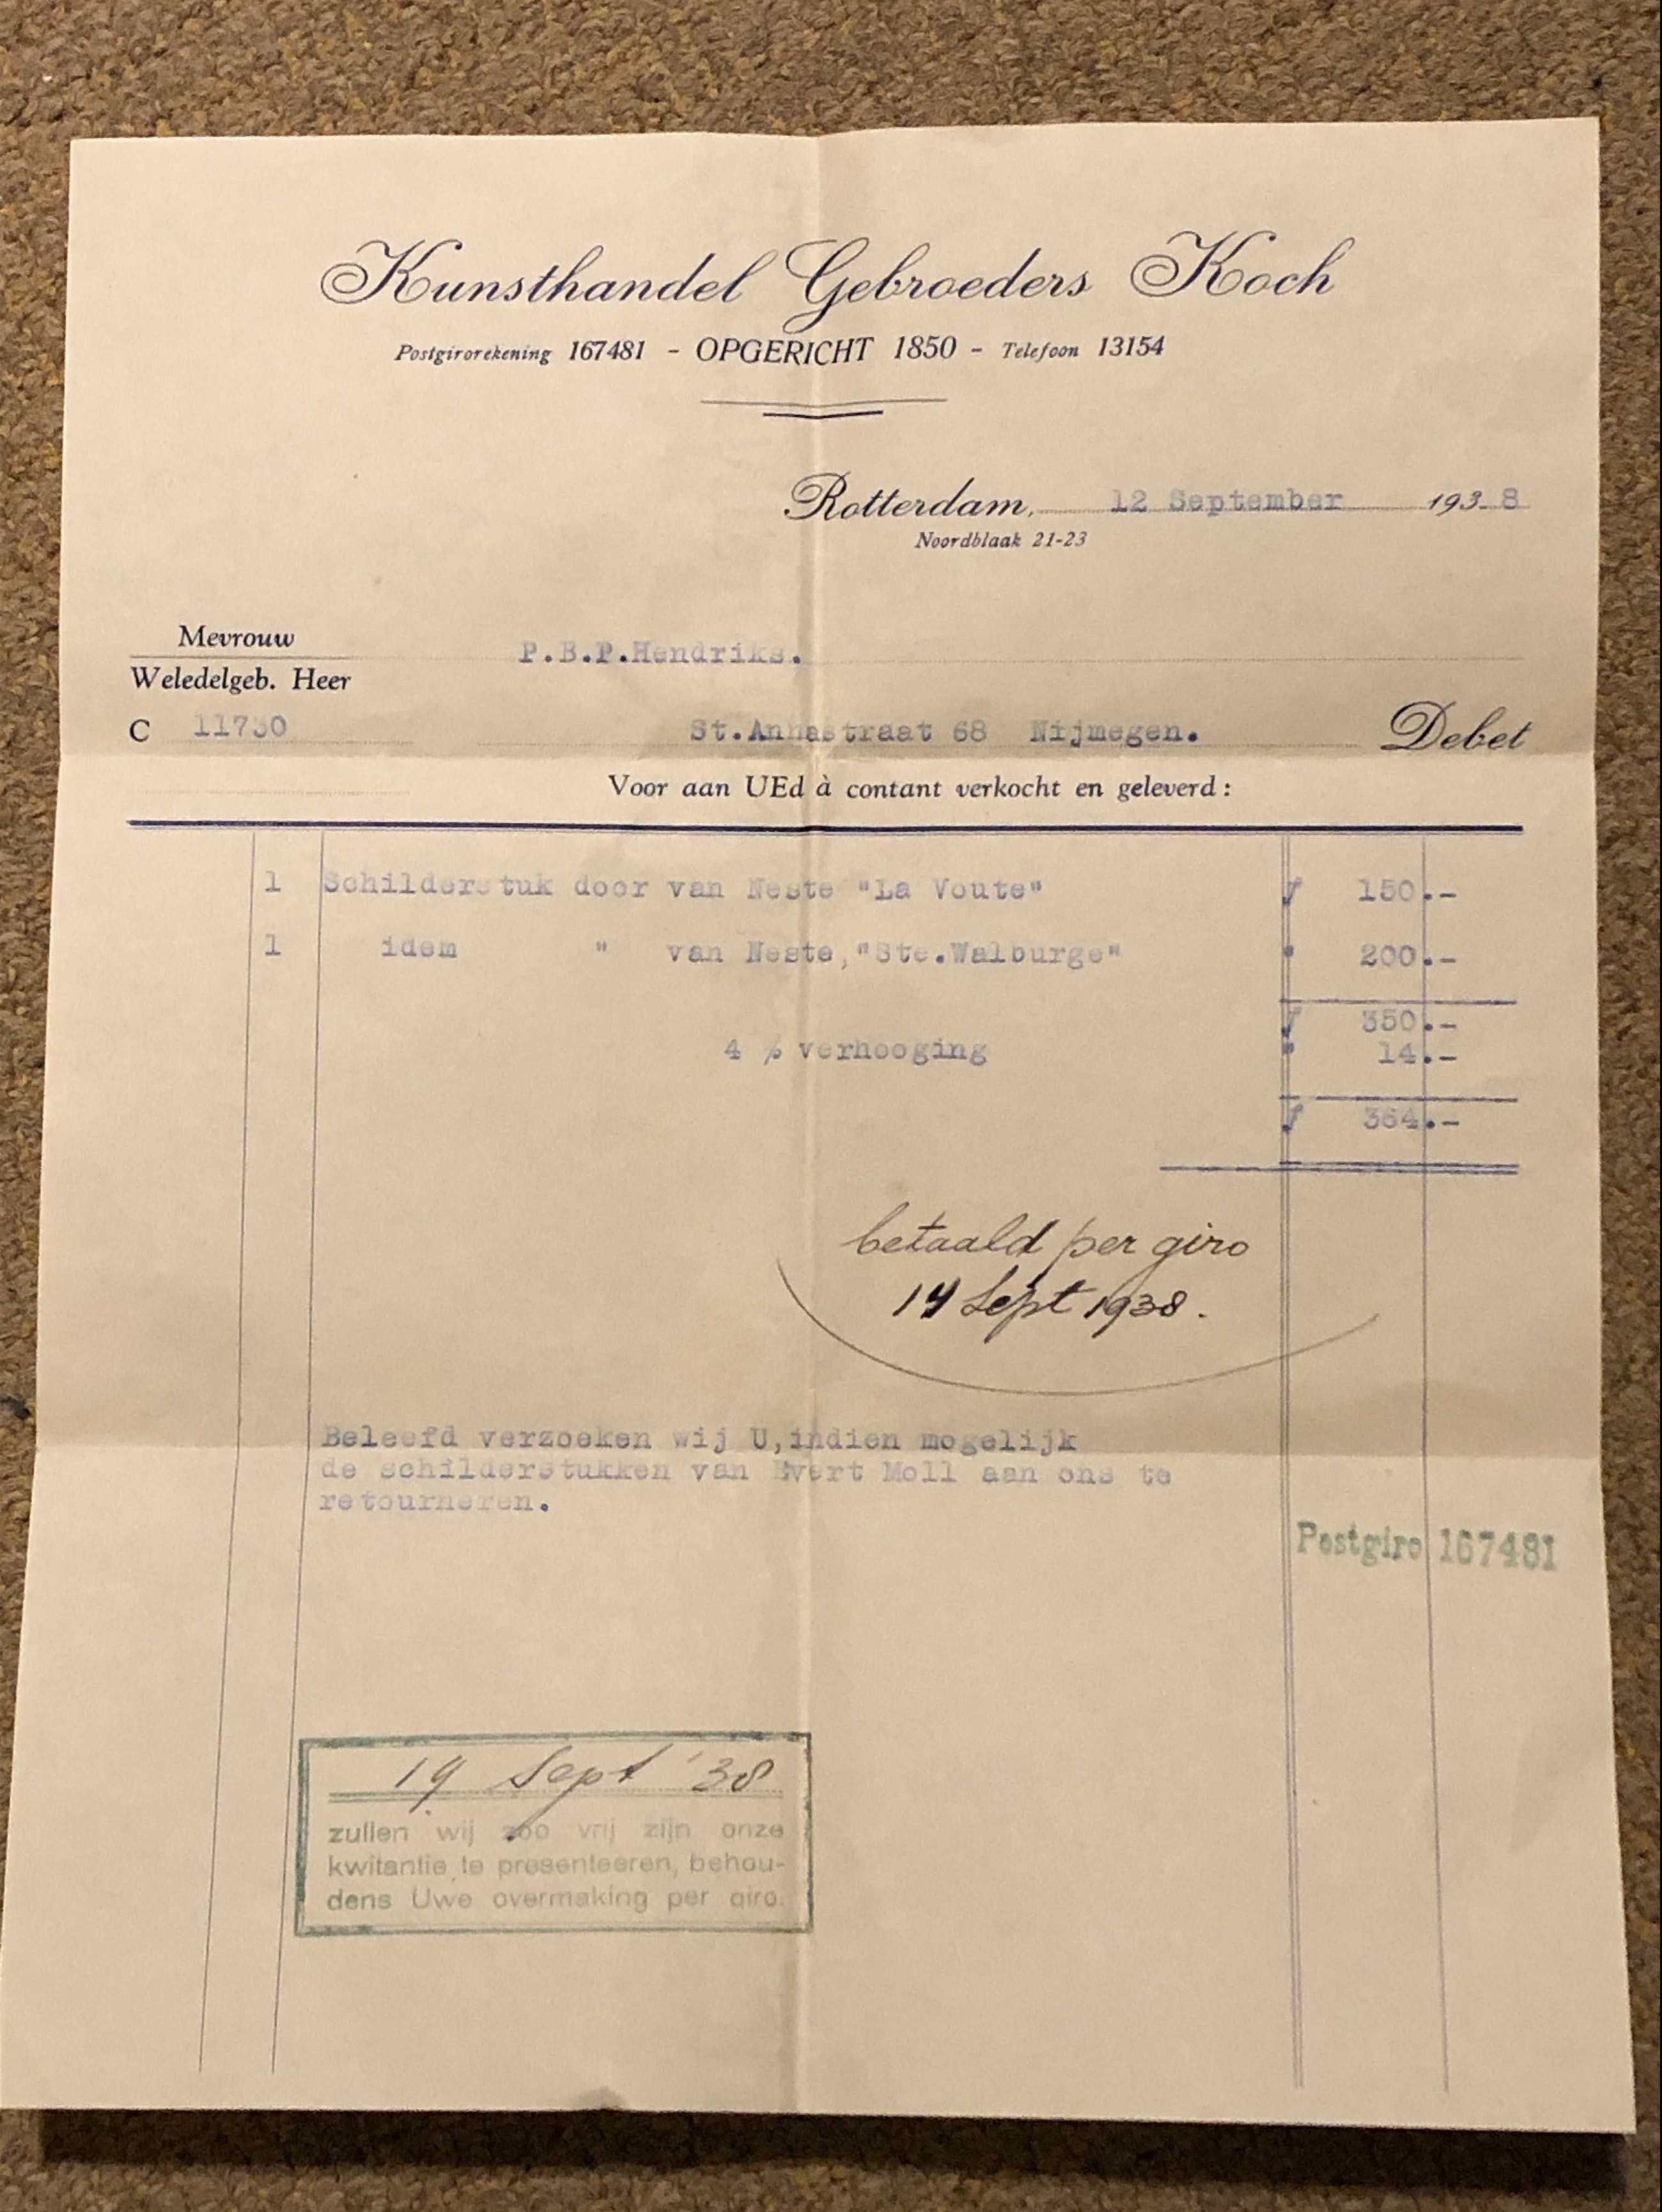 Kunsthandel Gebroeders Koch
Postgirorekening 167481 - OPGERICHT 1850 - Telefoon 13154
Rotterdam, 12 September 193 8
Noordblaak 21-23
Mevrouw
P.B.P.Hendriks.
Weledelgeb. Heer
C 11730 St.Annastraat 68 Nijmegen. Debet
Voor aan UEd à contant verkocht en geleverd:
1 Schilderstuk door van Neste "La Voute" ƒ 150.-
1 idem " van Neste,"Ste.Walburge" " 200.-
ƒ 350.-
4 % verhooging " 14.-
ƒ 364.-
betaald per giro
14 Sept 1938.
Beleefd verzoeken wij U,indien mogelijk
de schilderstukken van Evert Moll aan ons te
retourneren.
Postgiro 167481
19 Sept '38
zullen wij zoo vrij zijn onze
kwitantie te presenteeren, behou-
dens Uwe overmaking per giro.